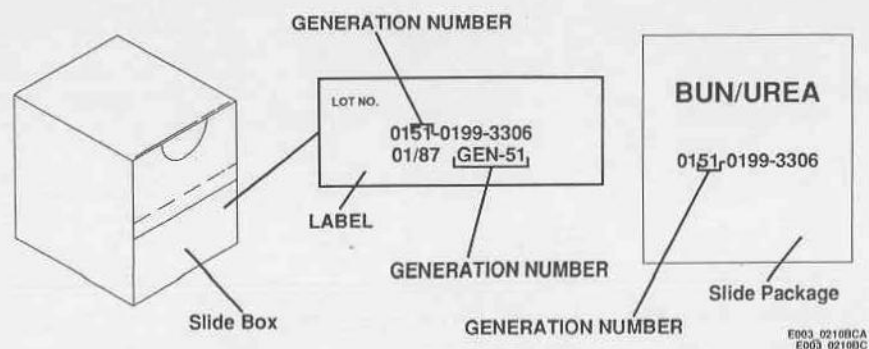 GENERATION NUMBER
LOT NO.
0151-0199-3306
01/87 GEN-51
LABEL
GENERATION NUMBER
Slide Box
BUN/UREA
0151-0199-3306
Slide Package
GENERATION NUMBER
E003_0210BCA
E003_0210BC